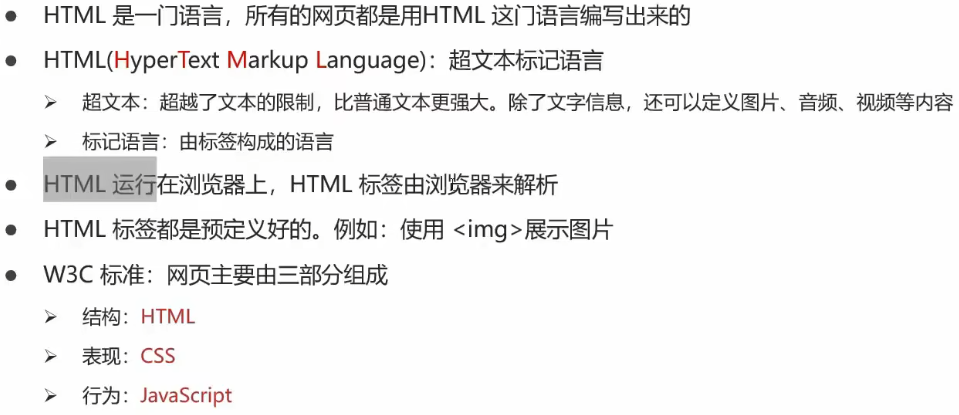 ● HTML 是一门语言，所有的网页都是用HTML 这门语言编写出来的
● HTML(HyperText Markup Language)：超文本标记语言
➢ 超文本：超越了文本的限制，比普通文本更强大。除了文字信息，还可以定义图片、音频、视频等内容
➢ 标记语言：由标签构成的语言
● HTML 运行在浏览器上，HTML 标签由浏览器来解析
● HTML 标签都是预定义好的。例如：使用 <img>展示图片
● W3C 标准：网页主要由三部分组成
➢ 结构：HTML
➢ 表现：CSS
➢ 行为：JavaScript